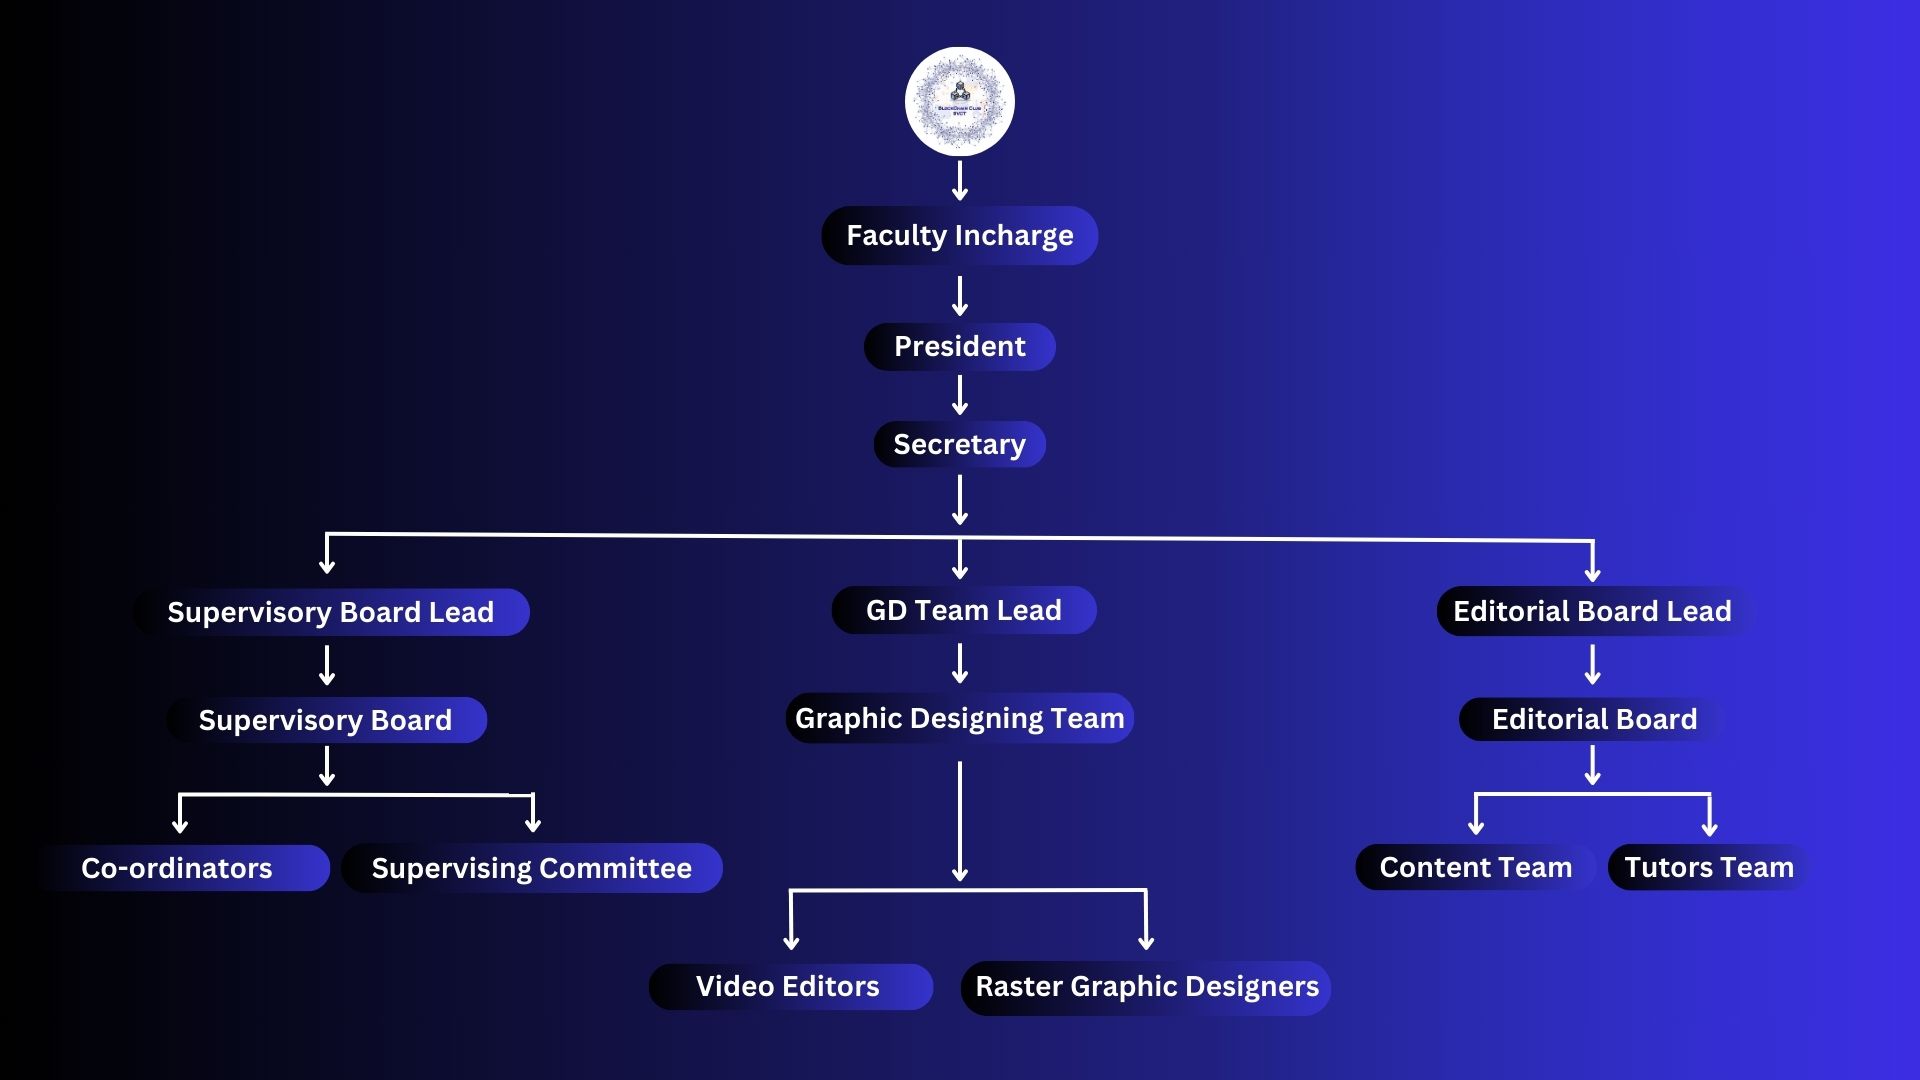 BlockChain Club
SVCT
Faculty Incharge
President
Secretary
Supervisory Board Lead
GD Team Lead
Editorial Board Lead
Supervisory Board
Graphic Designing Team
Editorial Board
Co-ordinators
Supervising Committee
Content Team
Tutors Team
Video Editors
Raster Graphic Designers